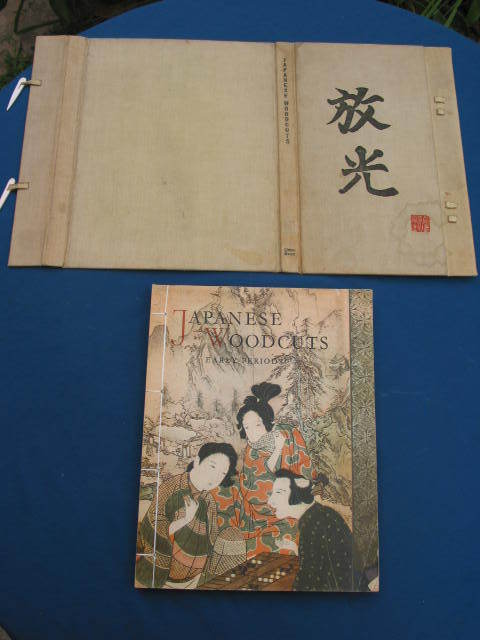 JAPANESE WOODCUTS
放
光
JAPANESE
WOODCUTS
EARLY PERIODS